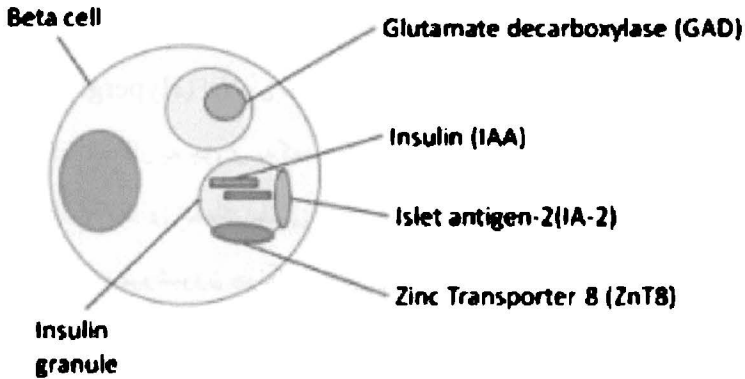 Beta cell
Glutamate decarboxylase (GAD)
Insulin (IAA)
Islet antigen-2(IA-2)
Zinc Transporter 8 (ZnT8)
Insulin
granule